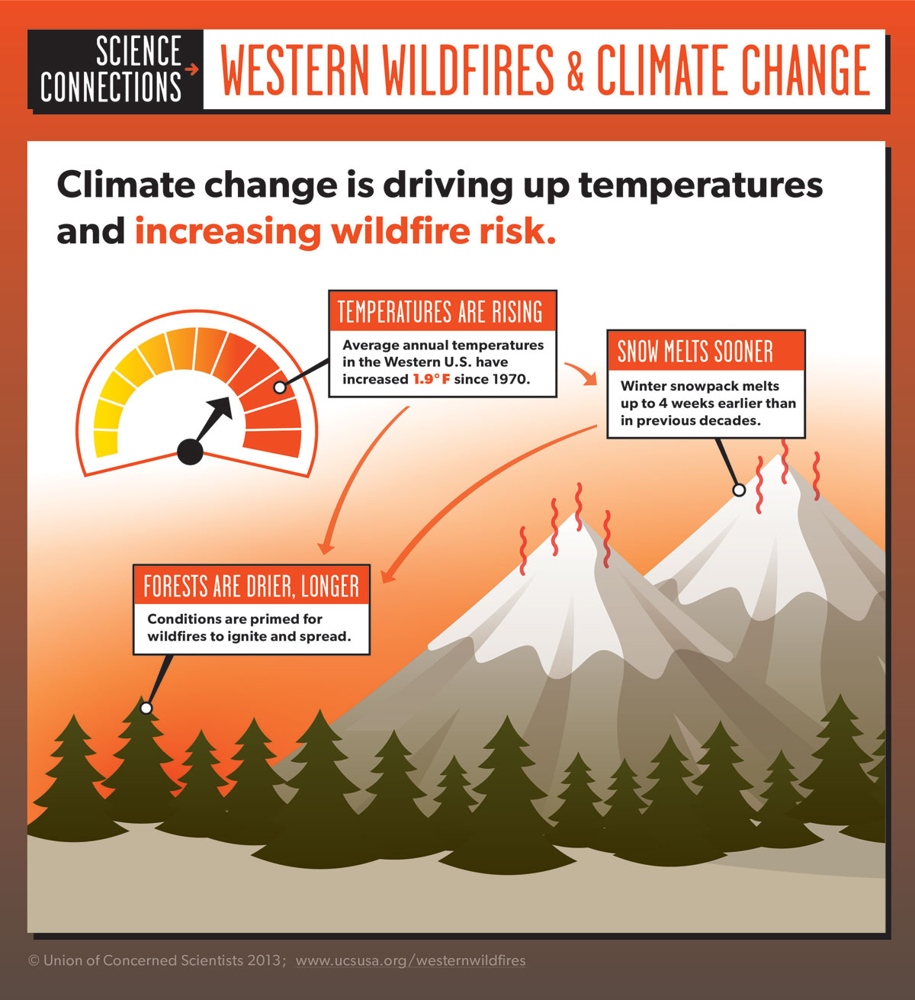 SCIENCE
CONNECTIONS
WESTERN WILDFIRES & CLIMATE CHANGE
Climate change is driving up temperatures
and increasing wildfire risk.
TEMPERATURES ARE RISING
Average annual temperatures
in the Western U.S. have
increased 1.9° F since 1970.
SNOW MELTS SOONER
Winter snowpack melts
up to 4 weeks earlier than
in previous decades.
FORESTS ARE DRIER, LONGER
Conditions are primed for
wildfires to ignite and spread.
© Union of Concerned Scientists 2013; www.ucsusa.org/westernwildfires